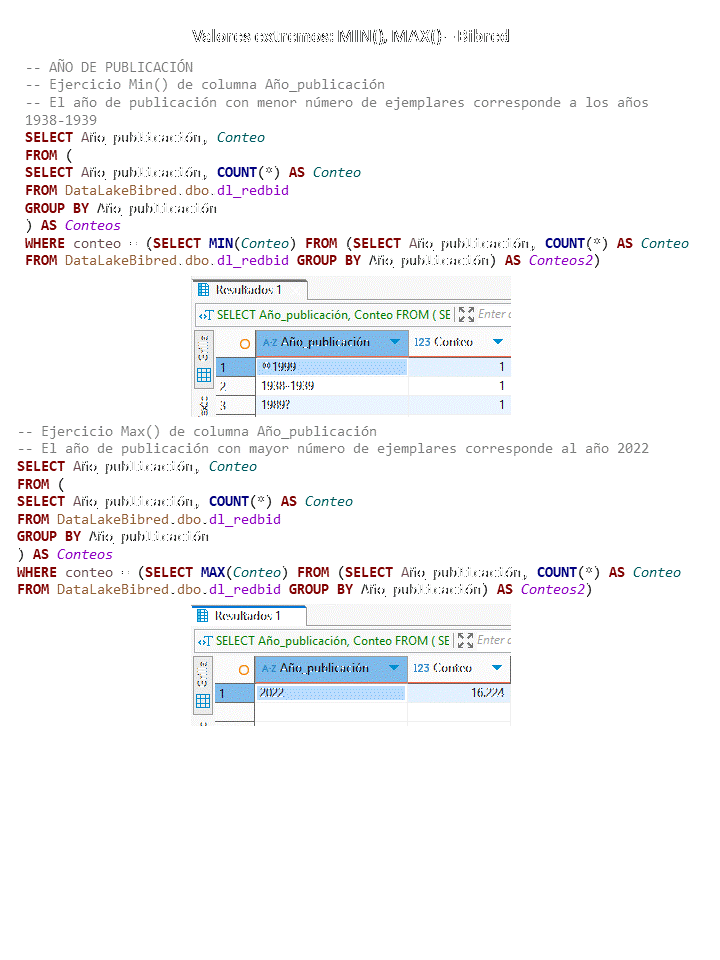 Valores extremos: MIN(), MAX() - Bibred
-- AÑO DE PUBLICACIÓN
-- Ejercicio Min() de columna Año_publicación
-- El año de publicación con menor número de ejemplares corresponde a los años
1938-1939
SELECT Año_publicación, Conteo
FROM (
SELECT Año_publicación, COUNT(*) AS Conteo
FROM DataLakeBibred.dbo.dl_redbid
GROUP BY Año_publicación
) AS Conteos
WHERE conteo = (SELECT MIN(Conteo) FROM (SELECT Año_publicación, COUNT(*) AS Conteo
FROM DataLakeBibred.dbo.dl_redbid GROUP BY Año_publicación) AS Conteos2)
Resultados 1
SELECT Año_publicación, Conteo FROM ( SE Enter
A-Z Año_publicación 123 Conteo
1 1999 1
2 1938-1939 1
3 1989? 1
-- Ejercicio Max() de columna Año_publicación
-- El año de publicación con mayor número de ejemplares corresponde al año 2022
SELECT Año_publicación, Conteo
FROM (
SELECT Año_publicación, COUNT(*) AS Conteo
FROM DataLakeBibred.dbo.dl_redbid
GROUP BY Año_publicación
) AS Conteos
WHERE conteo = (SELECT MAX(Conteo) FROM (SELECT Año_publicación, COUNT(*) AS Conteo
FROM DataLakeBibred.dbo.dl_redbid GROUP BY Año_publicación) AS Conteos2)
Resultados 1
SELECT Año_publicación, Conteo FROM ( SE Enter
A-Z Año_publicación 123 Conteo
1 2022 16.224